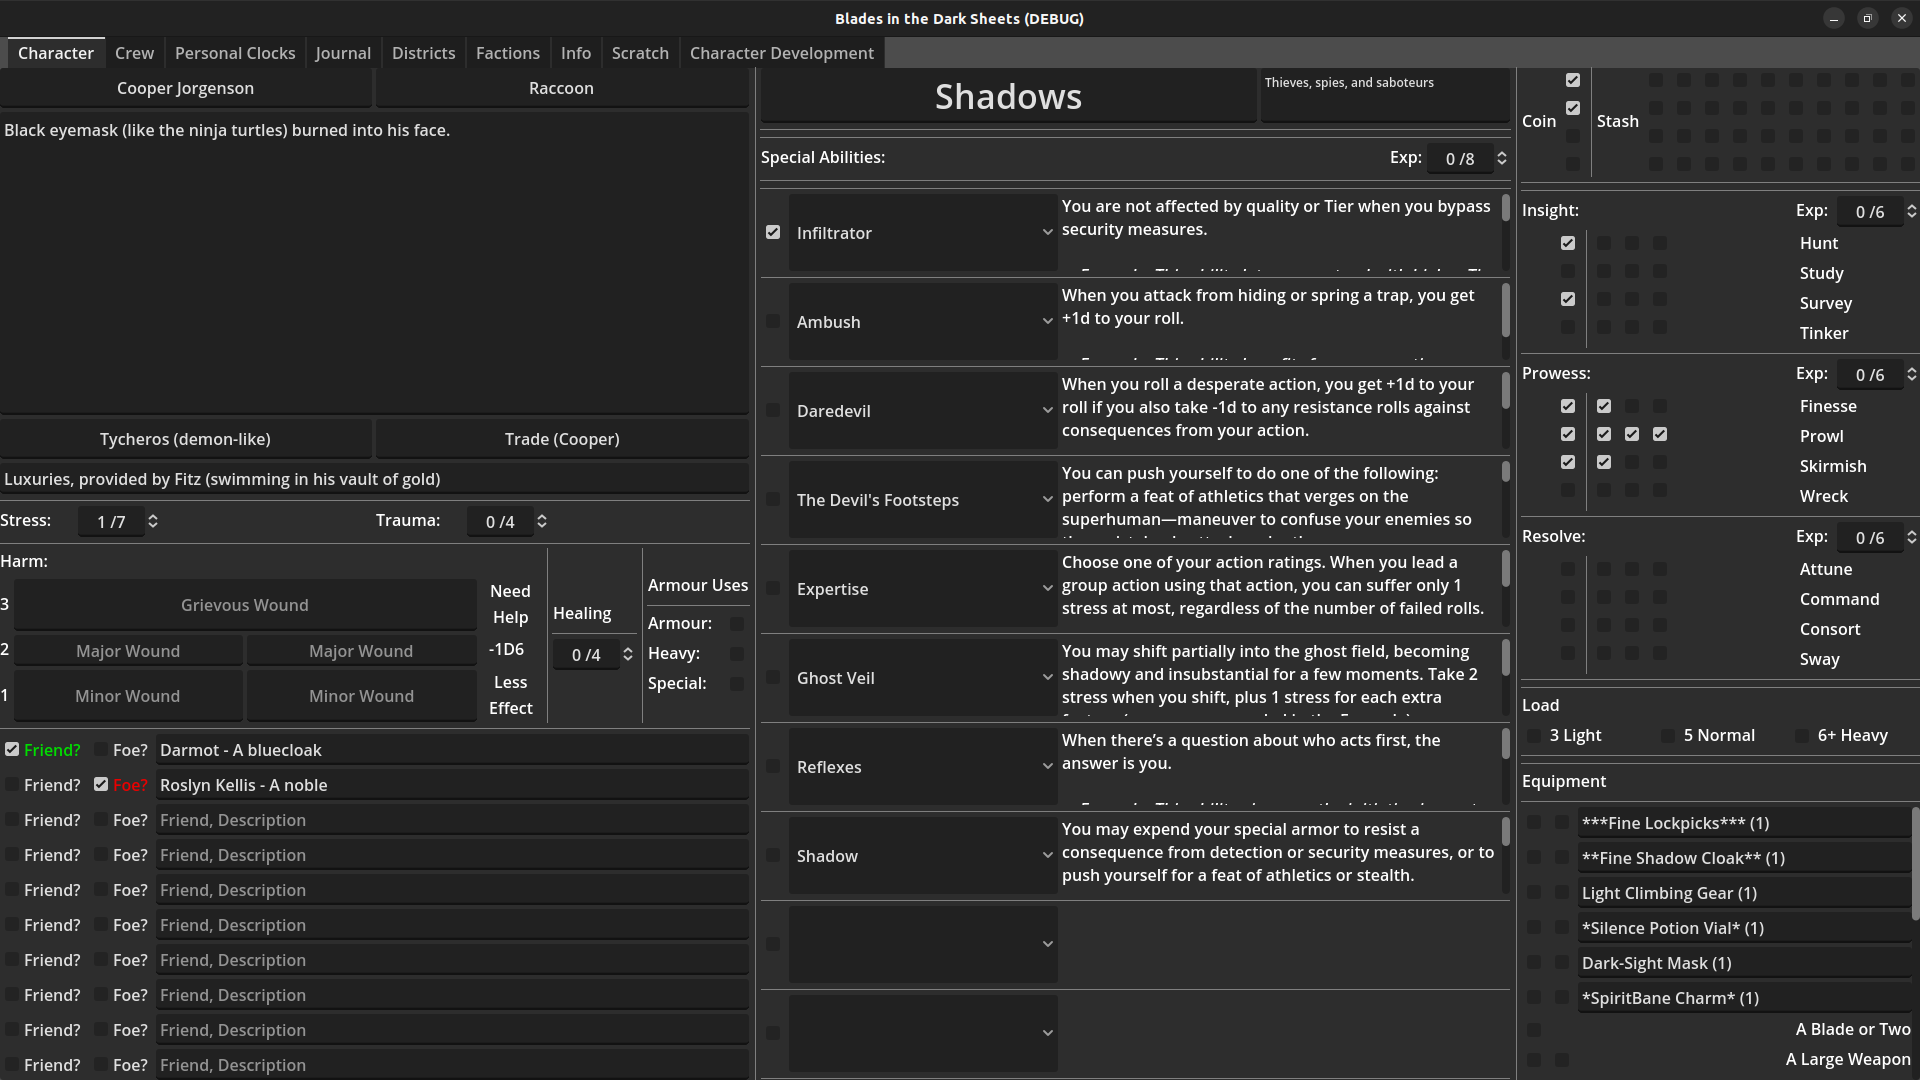 Blades in the Dark Sheets (DEBUG)
Character Crew Personal Clocks Journal Districts Factions Info Scratch Character Development
Cooper Jorgenson Raccoon
Black eyemask (like the ninja turtles) burned into his face.
Tycheros (demon-like) Trade (Cooper)
Luxuries, provided by Fitz (swimming in his vault of gold)
Stress: 1 /7 Trauma: 0 /4
Harm:
3 Grievous Wound
2 Major Wound Major Wound
1 Minor Wound Minor Wound
Need
Help
-1D6
Less
Effect
Healing
0 /4
Armour Uses
Armour:
Heavy:
Special:
Friend? Foe? Darmot - A bluecloak
Friend? Foe? Roslyn Kellis - A noble
Friend? Foe? Friend, Description
Friend? Foe? Friend, Description
Friend? Foe? Friend, Description
Friend? Foe? Friend, Description
Friend? Foe? Friend, Description
Friend? Foe? Friend, Description
Friend? Foe? Friend, Description
Friend? Foe? Friend, Description
Shadows
Thieves, spies, and saboteurs
Special Abilities: Exp: 0 /8
Infiltrator
You are not affected by quality or Tier when you bypass
security measures.
Ambush
When you attack from hiding or spring a trap, you get
+1d to your roll.
Daredevil
When you roll a desperate action, you get +1d to your
roll if you also take -1d to any resistance rolls against
consequences from your action.
The Devil's Footsteps
You can push yourself to do one of the following:
perform a feat of athletics that verges on the
superhuman—maneuver to confuse your enemies so
Expertise
Choose one of your action ratings. When you lead a
group action using that action, you can suffer only 1
stress at most, regardless of the number of failed rolls.
Ghost Veil
You may shift partially into the ghost field, becoming
shadowy and insubstantial for a few moments. Take 2
stress when you shift, plus 1 stress for each extra
Reflexes
When there’s a question about who acts first, the
answer is you.
Shadow
You may expend your special armor to resist a
consequence from detection or security measures, or to
push yourself for a feat of athletics or stealth.
Coin Stash
Insight: Exp: 0 /6
Hunt
Study
Survey
Tinker
Prowess: Exp: 0 /6
Finesse
Prowl
Skirmish
Wreck
Resolve: Exp: 0 /6
Attune
Command
Consort
Sway
Load
3 Light 5 Normal 6+ Heavy
Equipment
***Fine Lockpicks*** (1)
**Fine Shadow Cloak** (1)
Light Climbing Gear (1)
*Silence Potion Vial* (1)
Dark-Sight Mask (1)
*SpiritBane Charm* (1)
A Blade or Two
A Large Weapon